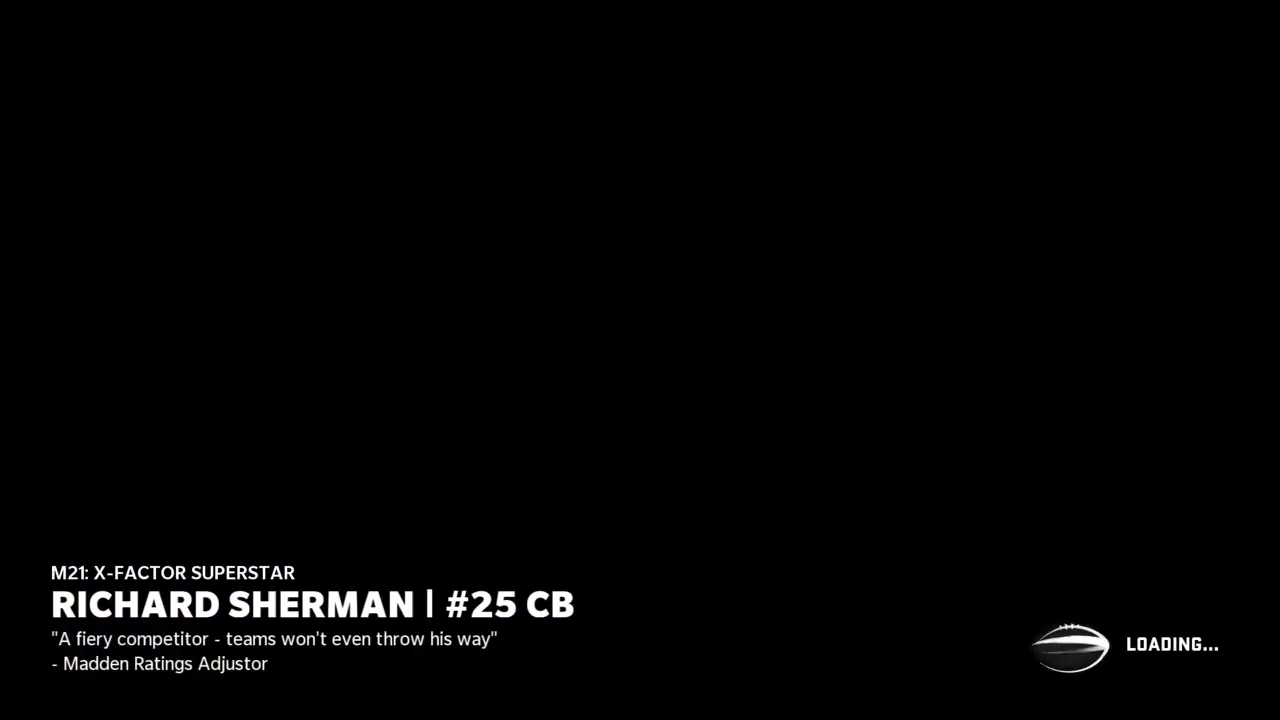 M21: X-FACTOR SUPERSTAR
RICHARD SHERMAN | #25 CB
"A fiery competitor - teams won't even throw his way"
- Madden Ratings Adjustor
LOADING...